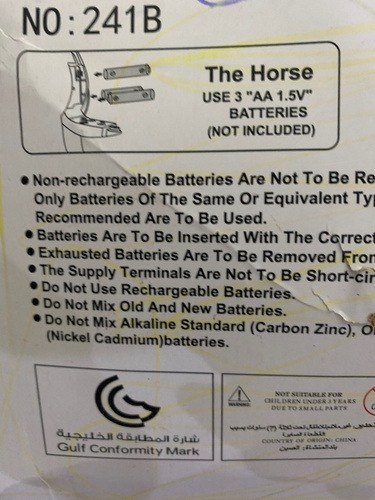 NO: 241B
The Horse
USE 3 "AA 1.5V"
BATTERIES
(NOT INCLUDED)
Non-rechargeable Batteries Are Not To Be Re
Only Batteries Of The Same Or Equivalent Typ
Recommended Are To Be Used.
Batteries Are To Be Inserted With The Correct
Exhausted Batteries Are To Be Removed From
The Supply Terminals Are Not To Be Short-cir
Do Not Use Rechargeable Batteries.
Do Not Mix Old And New Batteries.
Do Not Mix Alkaline Standard (Carbon Zinc), O
(Nickel Cadmium)batteries.
شارة المطابقة الخليجية
Gulf Conformity Mark
WARNING
NOT SUITABLE FOR
CHILDREN UNDER 3 YEARS
DUE TO SMALL PARTS
القطع الصغيرة
COUNTRY OF ORIGIN: CHINA
بلد المنشاء: الصين